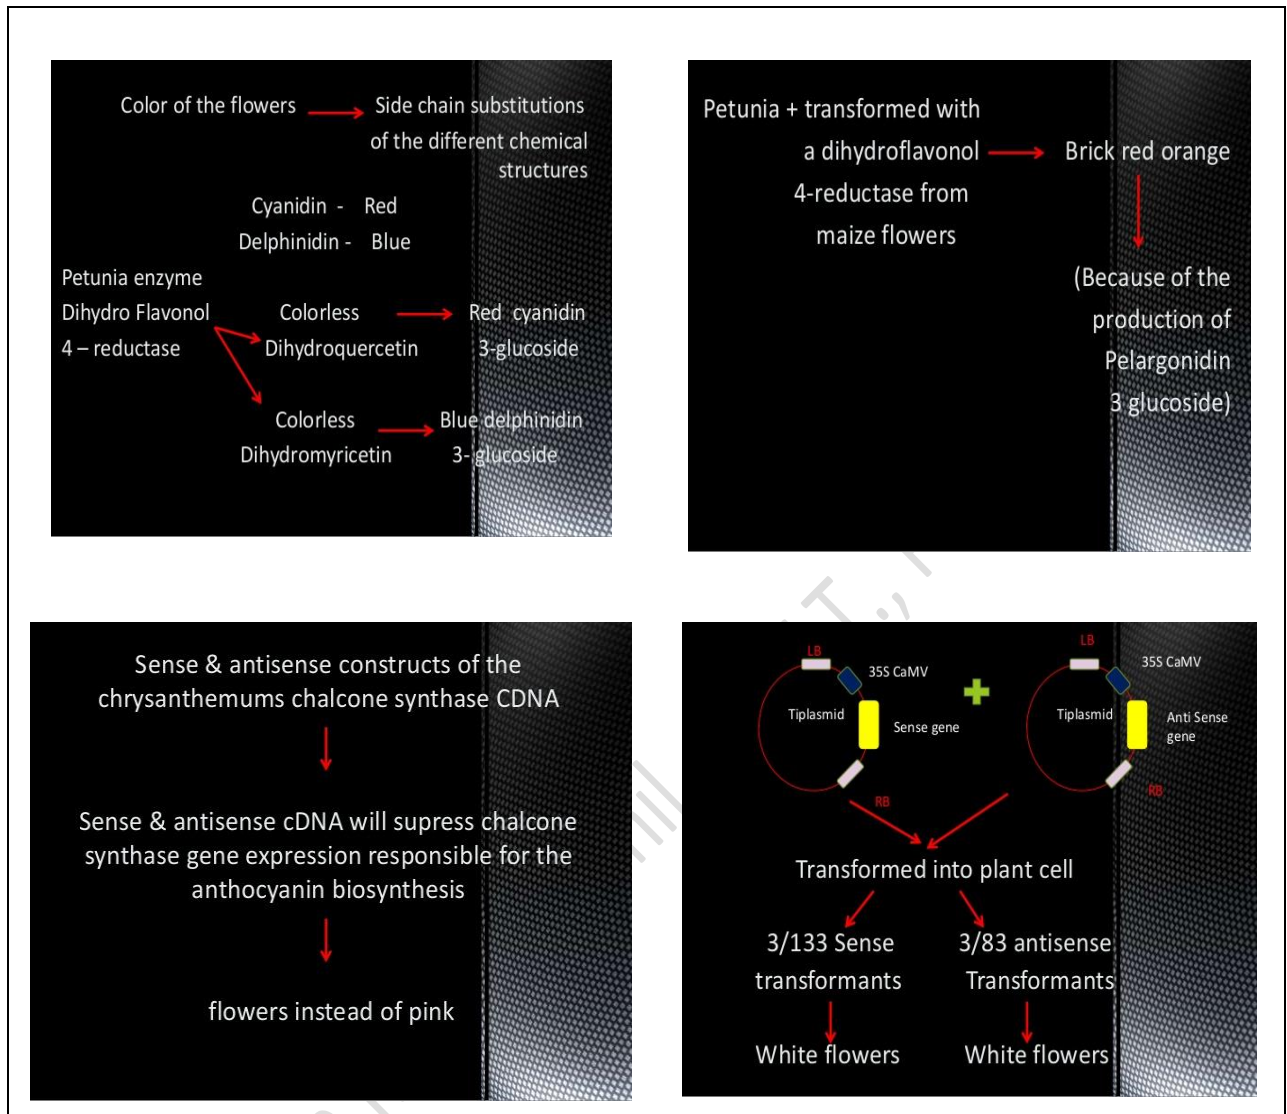 Color of the flowers
Side chain substitutions
of the different chemical
structures
Cyanidin - Red
Delphinidin - Blue
Petunia enzyme
Dihydro Flavonol
4 – reductase
Colorless
Dihydroquercetin
Red cyanidin
3-glucoside
Colorless
Dihydromyricetin
Blue delphinidin
3- glucoside
Petunia + transformed with
a dihydroflavonol
4-reductase from
maize flowers
Brick red orange
(Because of the
production of
Pelargonidin
3 glucoside)
Sense & antisense constructs of the
chrysanthemums chalcone synthase CDNA
Sense & antisense cDNA will supress chalcone
synthase gene expression responsible for the
anthocyanin biosynthesis
flowers instead of pink
LB
35S CaMV
Tiplasmid
Sense gene
RB
LB
35S CaMV
Tiplasmid
Anti Sense
gene
RB
Transformed into plant cell
3/133 Sense
transformants
3/83 antisense
Transformants
White flowers
White flowers